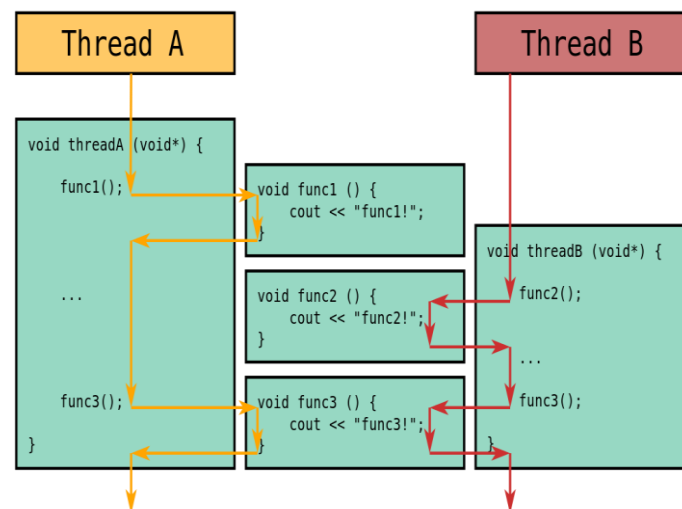 Thread A
Thread B
void threadA (void*) {
func1();
...
func3();
}
void func1 () {
cout << "func1!";
}
void func2 () {
cout << "func2!";
}
void func3 () {
cout << "func3!";
}
void threadB (void*) {
func2();
...
func3();
}